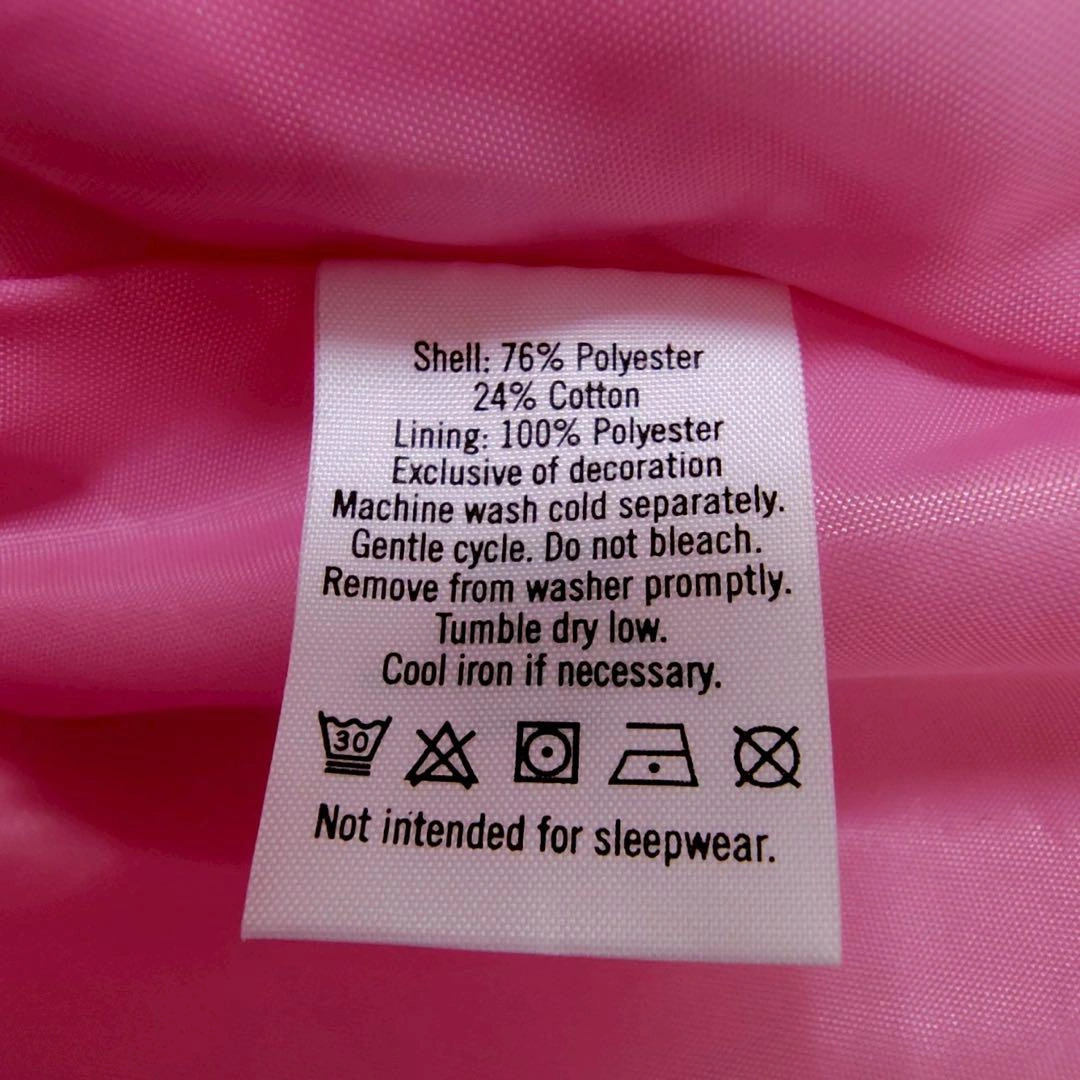 Shell: 76% Polyester
24% Cotton
Lining: 100% Polyester
Exclusive of decoration
Machine wash cold separately.
Gentle cycle. Do not bleach.
Remove from washer promptly.
Tumble dry low.
Cool iron if necessary.
30
Not intended for sleepwear.